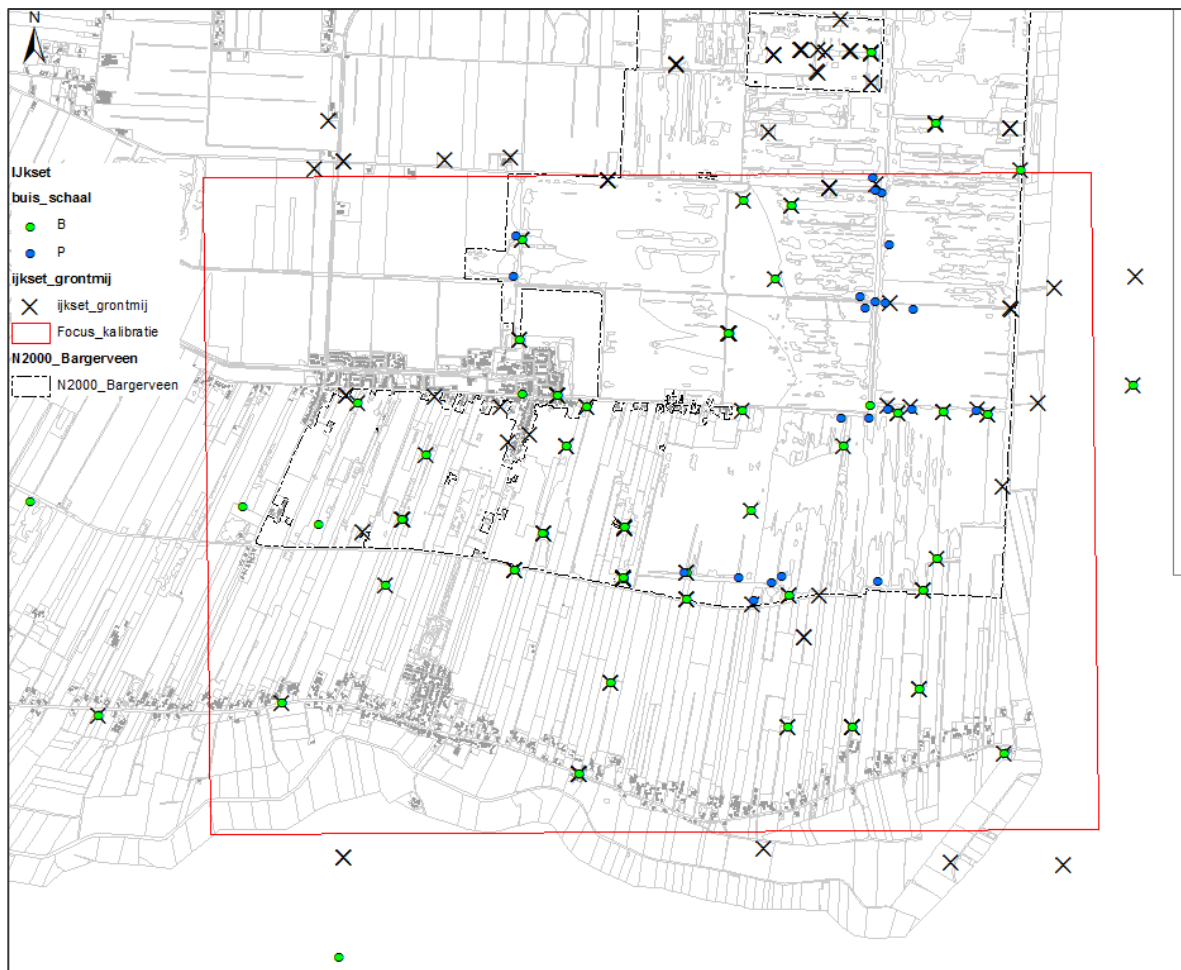 N
IJkset
buis_schaal
B
P
ijkset_grontmij
ijkset_grontmij
Focus_kalibratie
N2000_Bargerveen
N2000_Bargerveen